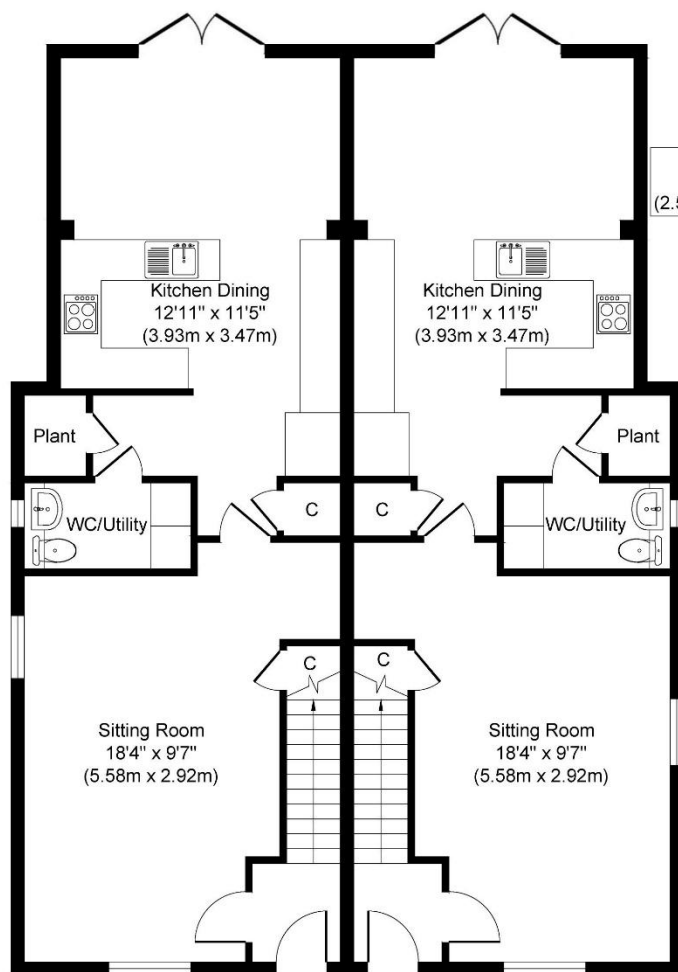 Kitchen Dining
12'11" x 11'5"
(3.93m x 3.47m)
Kitchen Dining
12'11" x 11'5"
(3.93m x 3.47m)
(2.5
Plant
Plant
WC/Utility
C
C
WC/Utility
C
C
Sitting Room
18'4" x 9'7"
(5.58m x 2.92m)
Sitting Room
18'4" x 9'7"
(5.58m x 2.92m)